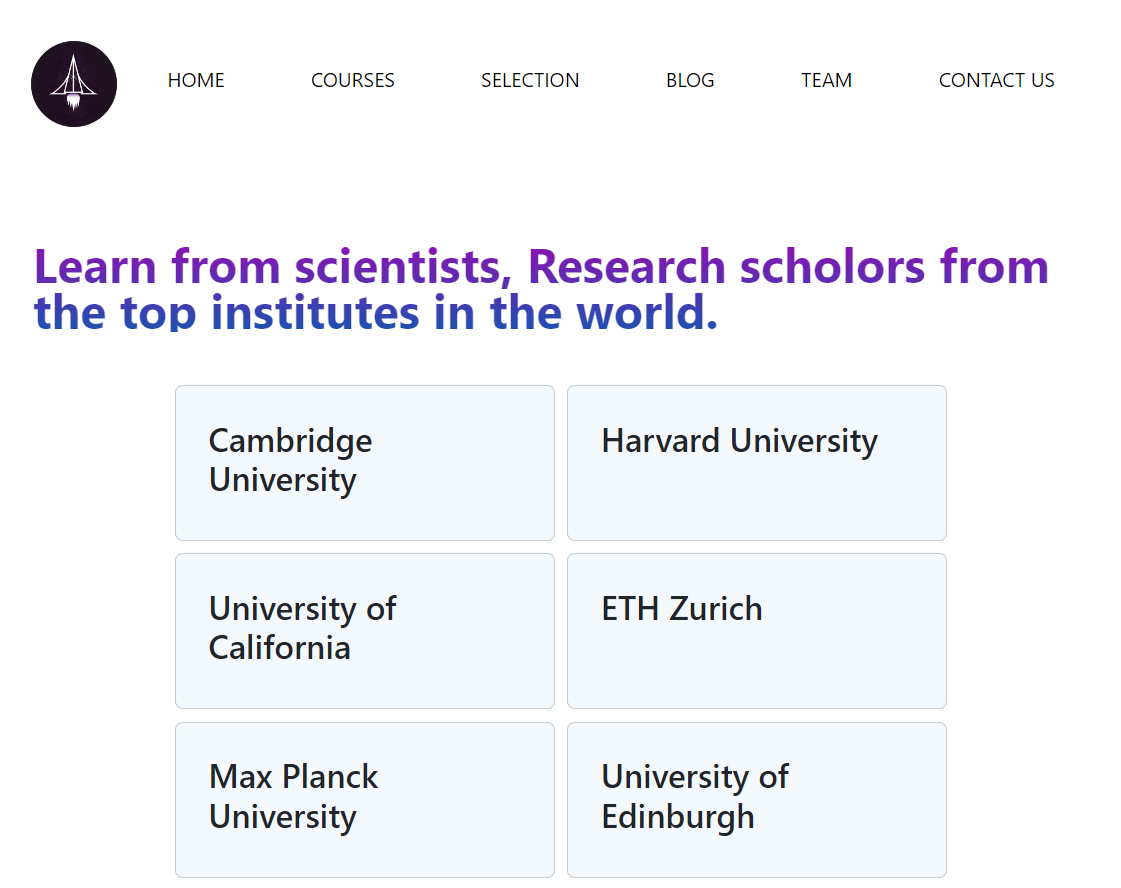 HOME COURSES SELECTION BLOG TEAM CONTACT US
Learn from scientists, Research scholors from
the top institutes in the world.
Cambridge
University
Harvard University
University of
California
ETH Zurich
Max Planck
University
University of
Edinburgh